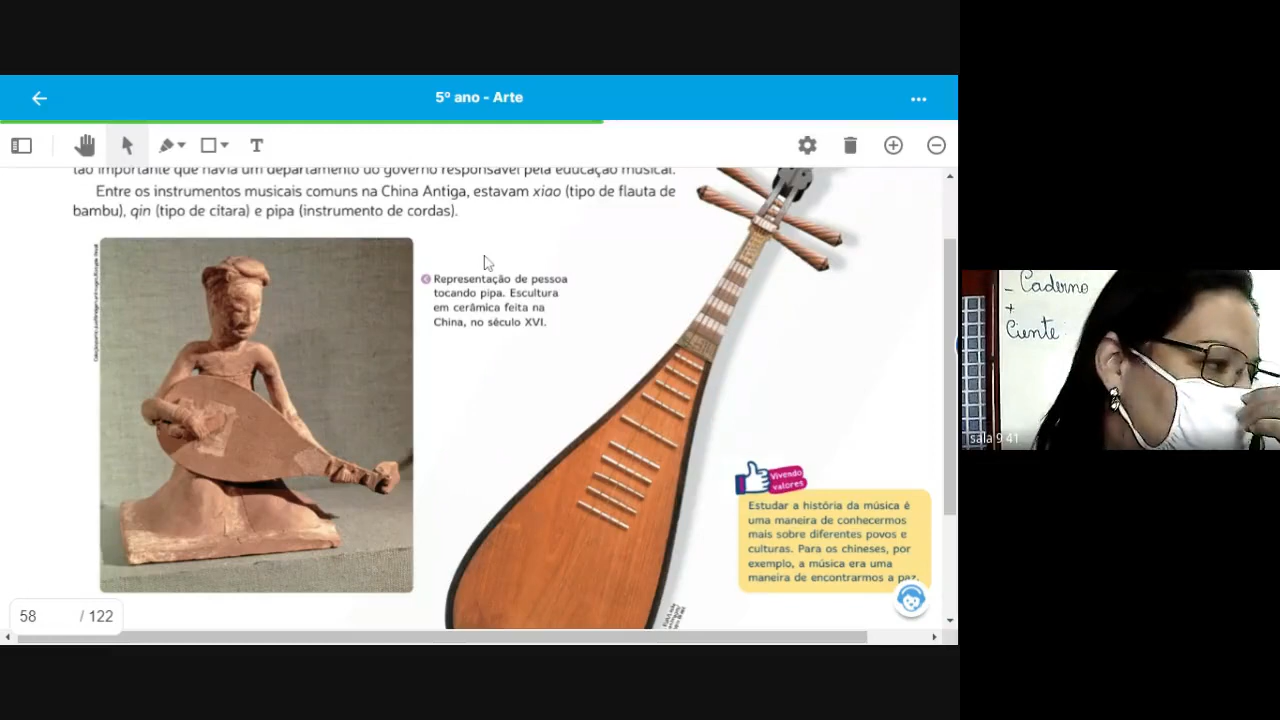 5º ano - Arte
tão importante que havia um departamento do governo responsável pela educação musical.
Entre os instrumentos musicais comuns na China Antiga, estavam xiao (tipo de flauta de
bambu), qin (tipo de cítara) e pipa (instrumento de cordas).
Representação de pessoa
tocando pipa. Escultura
em cerâmica feita na
China, no século XVI.
Vivendo
valores
Estudar a história da música é
uma maneira de conhecermos
mais sobre diferentes povos e
culturas. Para os chineses, por
exemplo, a música era uma
maneira de encontrarmos a paz.
58 / 122
- Caderno
+
Ciente
sala 9 41